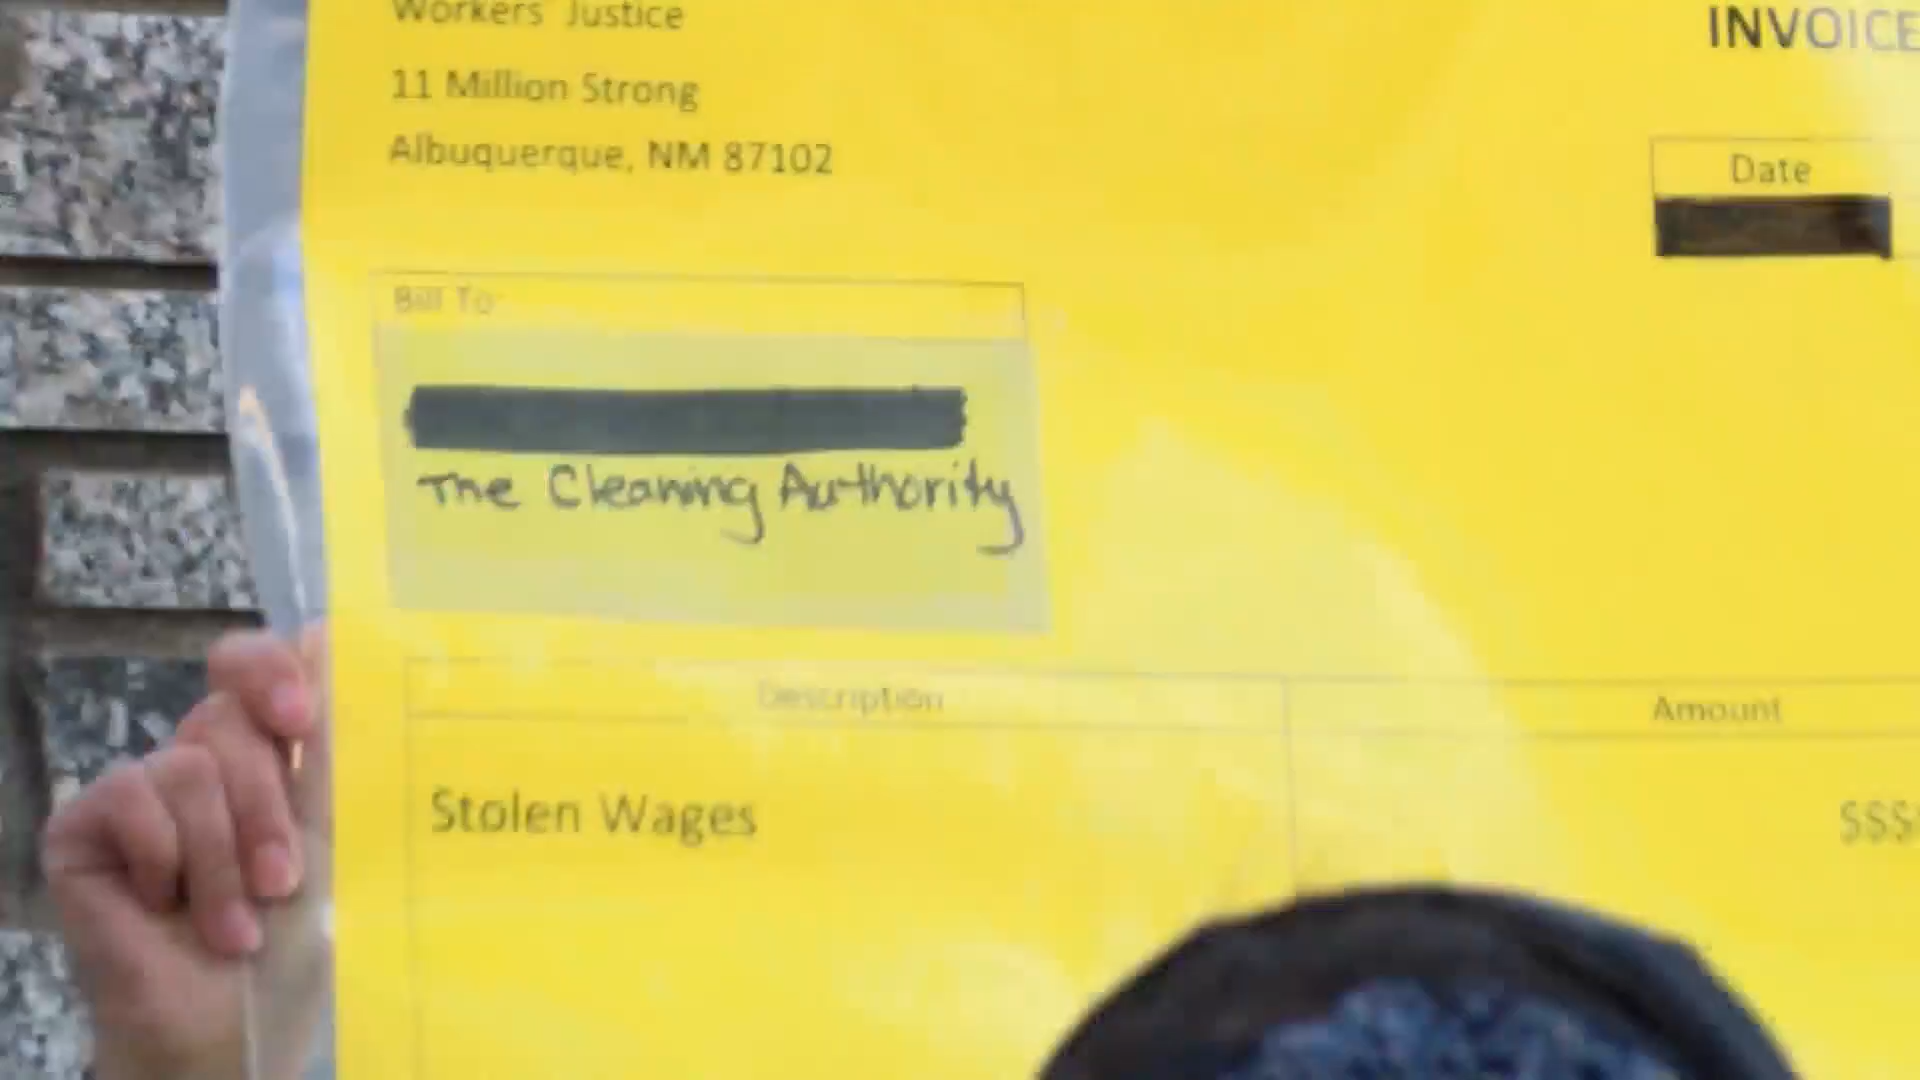 Workers' Justice
INVOICE
11 Million Strong
Albuquerque, NM 87102
Date
Bill To:
The Cleaning Authority
Description
Amount
Stolen Wages
$$$